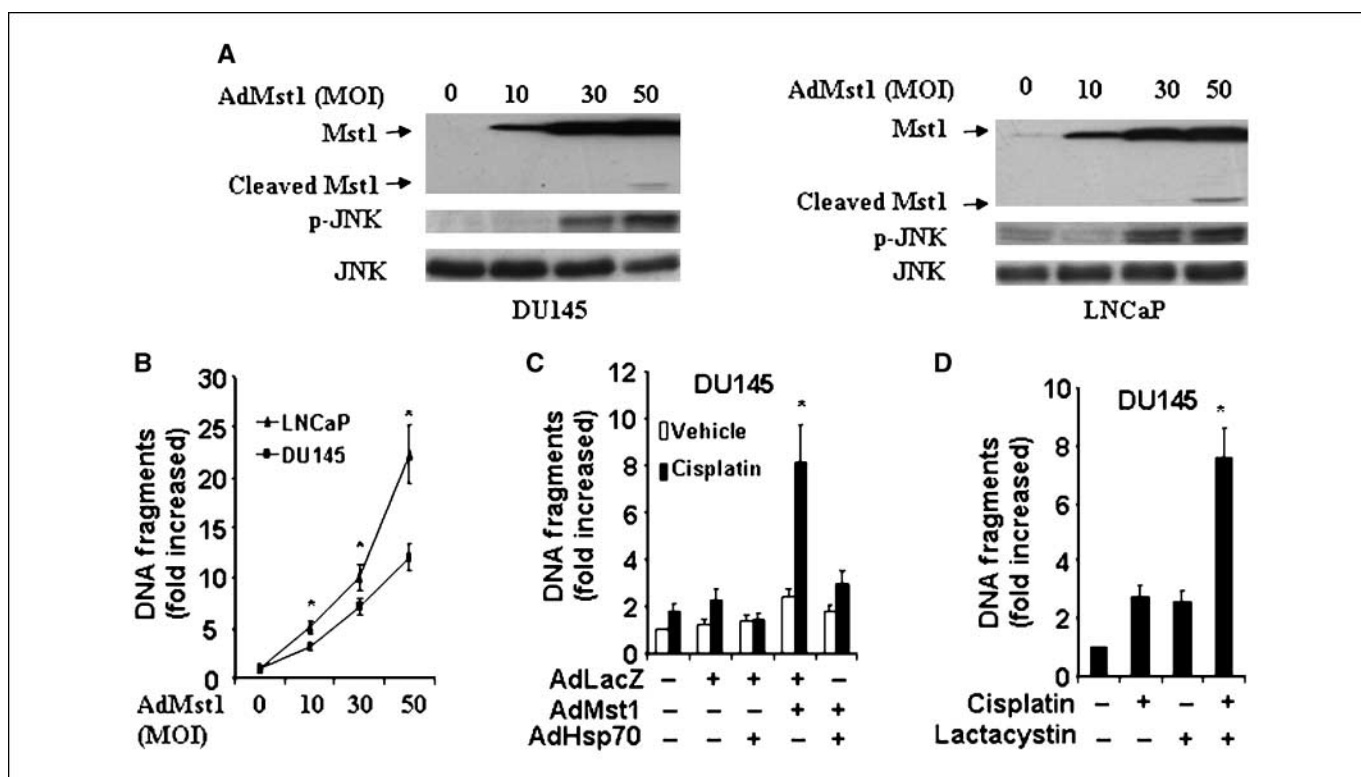 A
AdMst1 (MOI) 0 10 30 50
Mst1
Cleaved Mst1
p-JNK
JNK
DU145
AdMst1 (MOI) 0 10 30 50
Mst1
Cleaved Mst1
p-JNK
JNK
LNCaP
B
DNA fragments
(fold increased)
30
25
20
15
10
5
0
LNCaP
DU145
* * *
AdMst1 0 10 30 50
(MOI)
C
DU145
DNA fragments
(fold increased)
12
10
8
6
4
2
0
Vehicle
Cisplatin
*
AdLacZ – + + + –
AdMst1 – – – + +
AdHsp70 – – + – +
D
DU145
DNA fragments
(fold increased)
10
8
6
4
2
0
*
Cisplatin – + – +
Lactacystin – – + +